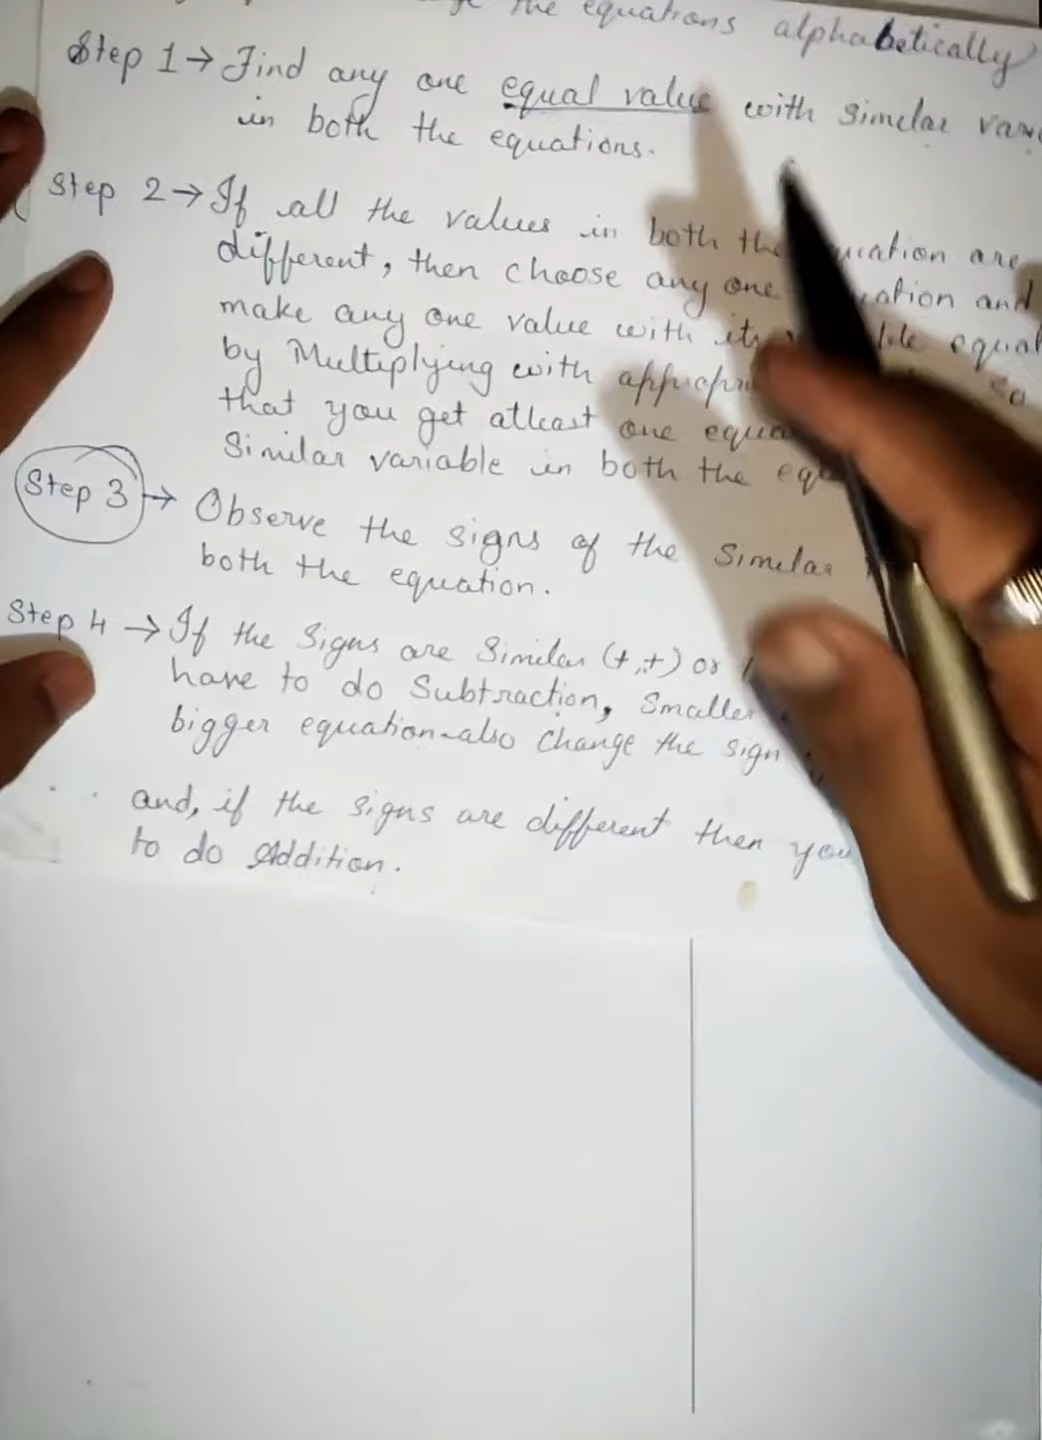 the equations alphabetically
Step 1→ Find any one equal value with similar
in both the equations.
Step 2→ If all the values in both the are
different, then choose any one and
make any one value with equal
by Multiplying with so
that you get atleast one
Similar variable in both the
Step 3 → Observe the signs of the Similar
both the equation.
Step 4 → If the Signs are Similar (+,+) or
have to do Subtraction, Smaller
bigger equation-also change the sign
and, if the signs are different then you
to do Addition.